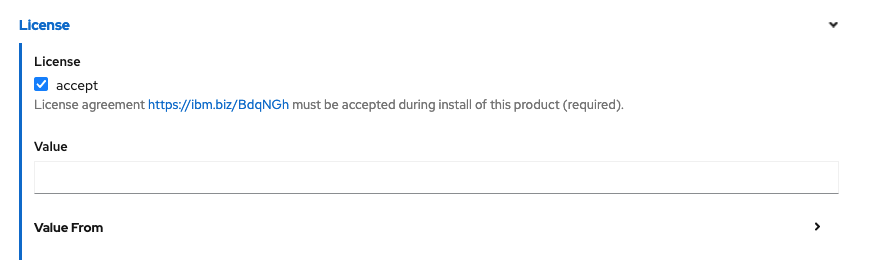 License
License
accept
License agreement https://ibm.biz/BdqNGh must be accepted during install of this product (required).
Value
Value From